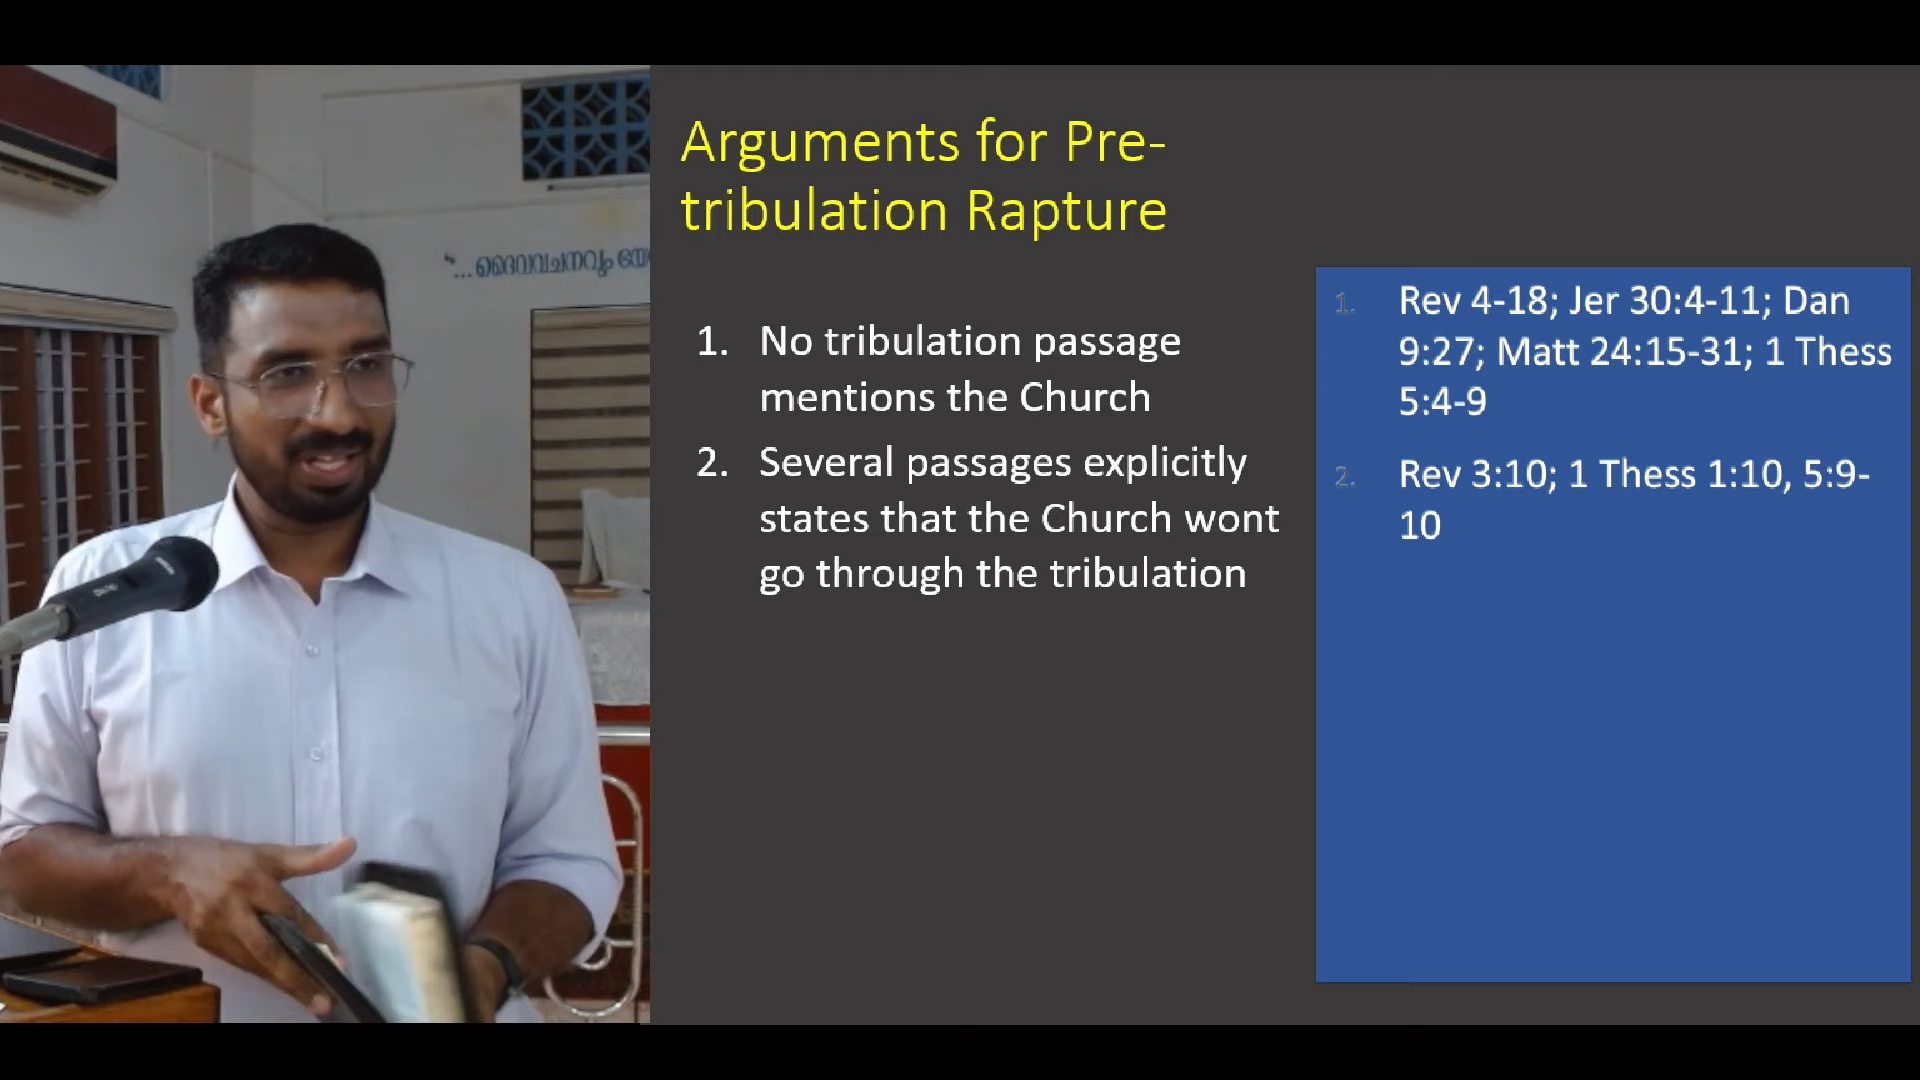 Arguments for Pre-
tribulation Rapture
1. No tribulation passage
mentions the Church
2. Several passages explicitly
states that the Church wont
go through the tribulation
1. Rev 4-18; Jer 30:4-11; Dan
9:27; Matt 24:15-31; 1 Thess
5:4-9
2. Rev 3:10; 1 Thess 1:10, 5:9-
10
“...ദൈവവചനവും